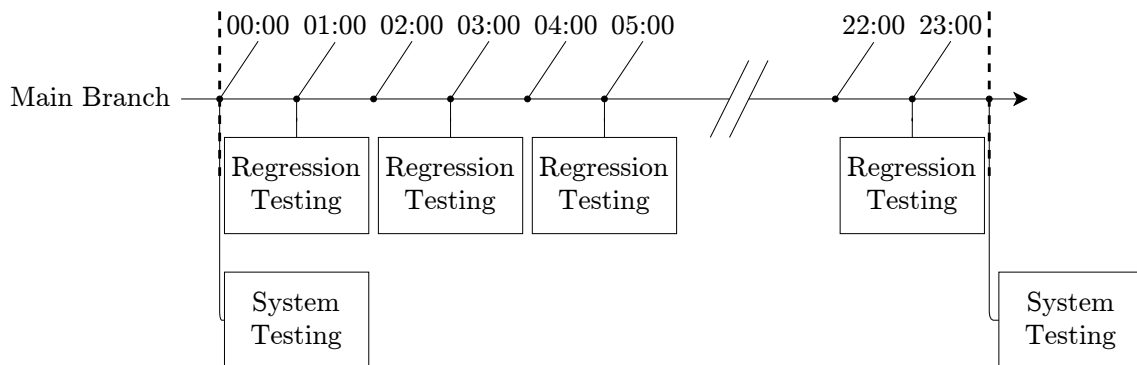 00:00 01:00 02:00 03:00 04:00 05:00 22:00 23:00
Main Branch
Regression
Testing
Regression
Testing
Regression
Testing
Regression
Testing
System
Testing
System
Testing